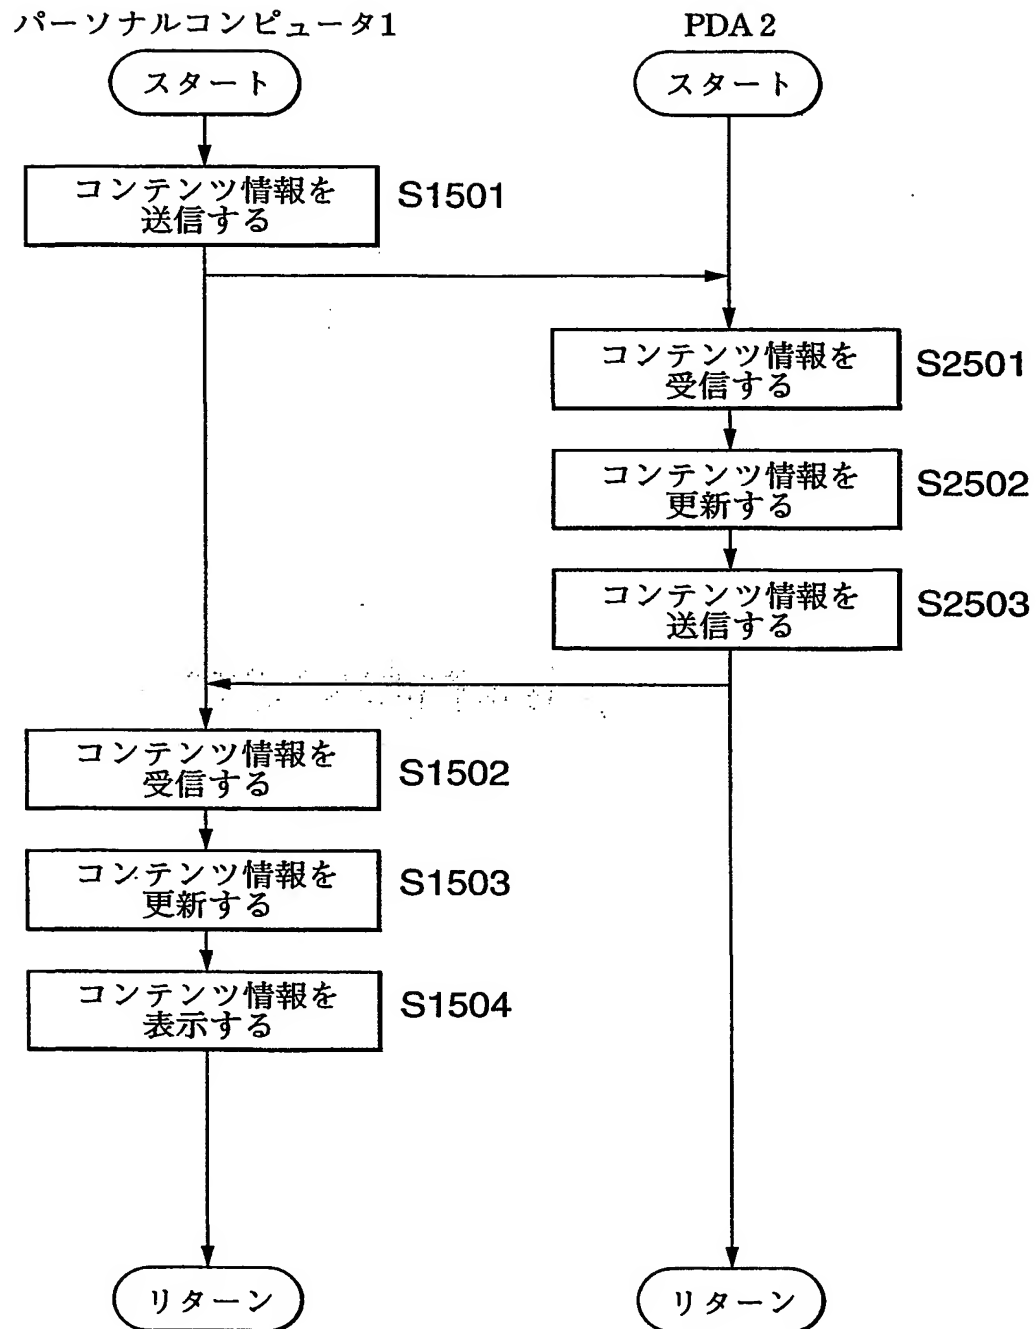 パーソナルコンピュータ1
PDA 2
スタート
スタート
コンテンツ情報を
送信する
S1501
コンテンツ情報を
受信する
S2501
コンテンツ情報を
更新する
S2502
コンテンツ情報を
送信する
S2503
コンテンツ情報を
受信する
S1502
コンテンツ情報を
更新する
S1503
コンテンツ情報を
表示する
S1504
リターン
リターン